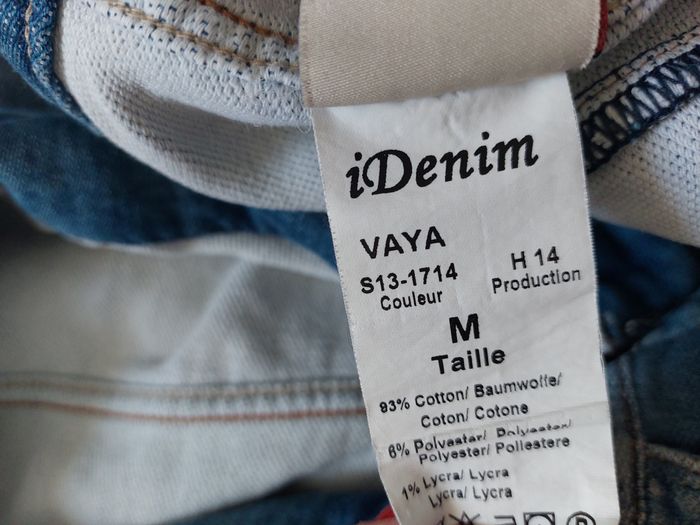 iDenim
VAYA
S13-1714 H 14
Couleur Production
M
Taille
93% Cotton/ Baumwolle/
Coton/ Cotone
6% Polyester/ Polyester/
Polyester/ Poliestere
1% Lycra/ Lycra
Lycra/ Lycra